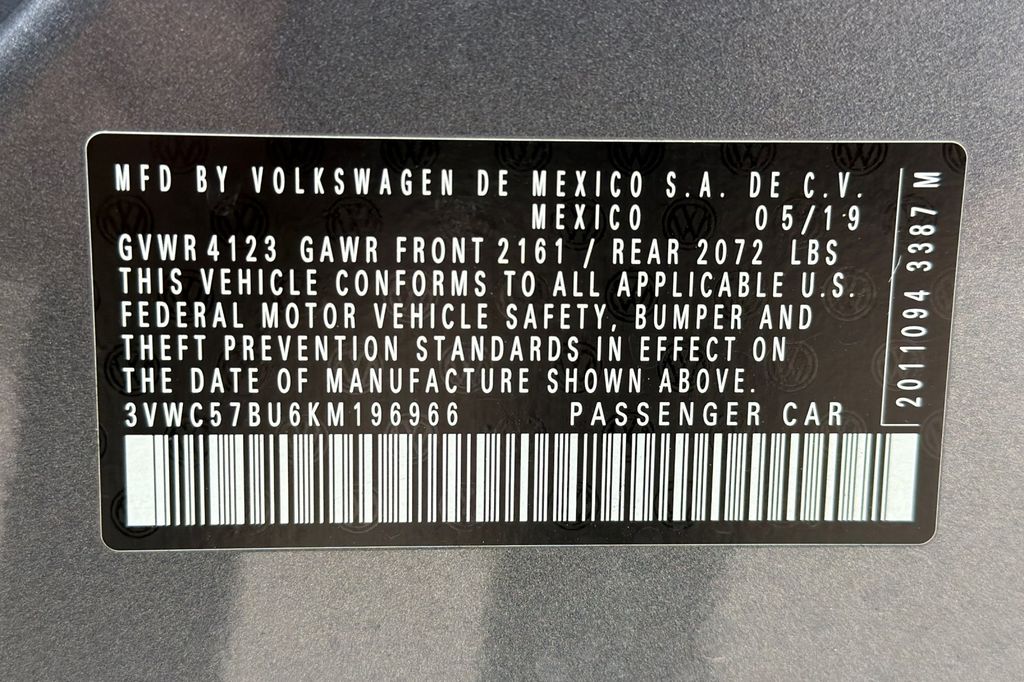 MFD BY VOLKSWAGEN DE MEXICO S.A. DE C.V.
MEXICO 05/19
GVWR 4123 GAWR FRONT 2161 / REAR 2072 LBS
THIS VEHICLE CONFORMS TO ALL APPLICABLE U.S.
FEDERAL MOTOR VEHICLE SAFETY, BUMPER AND
THEFT PREVENTION STANDARDS IN EFFECT ON
THE DATE OF MANUFACTURE SHOWN ABOVE.
3VWC57BU6KM196966 PASSENGER CAR
2011094 3387 M